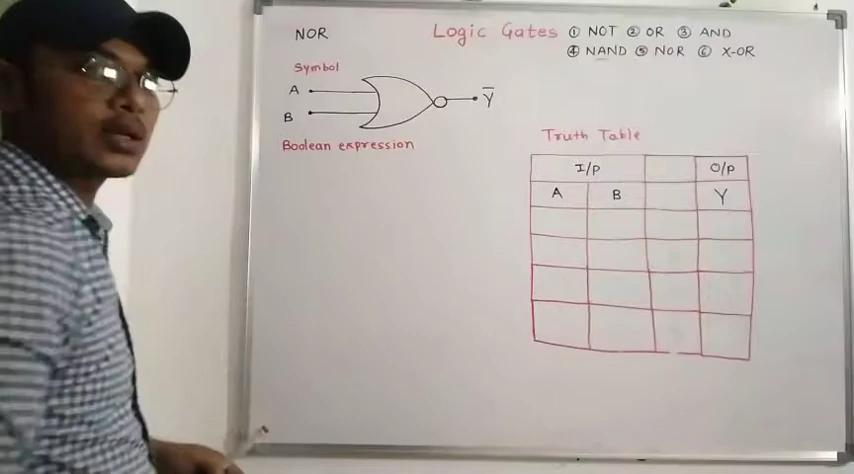 NOR
Logic Gates ① NOT ② OR ③ AND
④ NAND ⑤ NOR ⑥ X-OR
Symbol
A
B
Y̅
Boolean expression
Truth Table
I/p O/p
A B Y